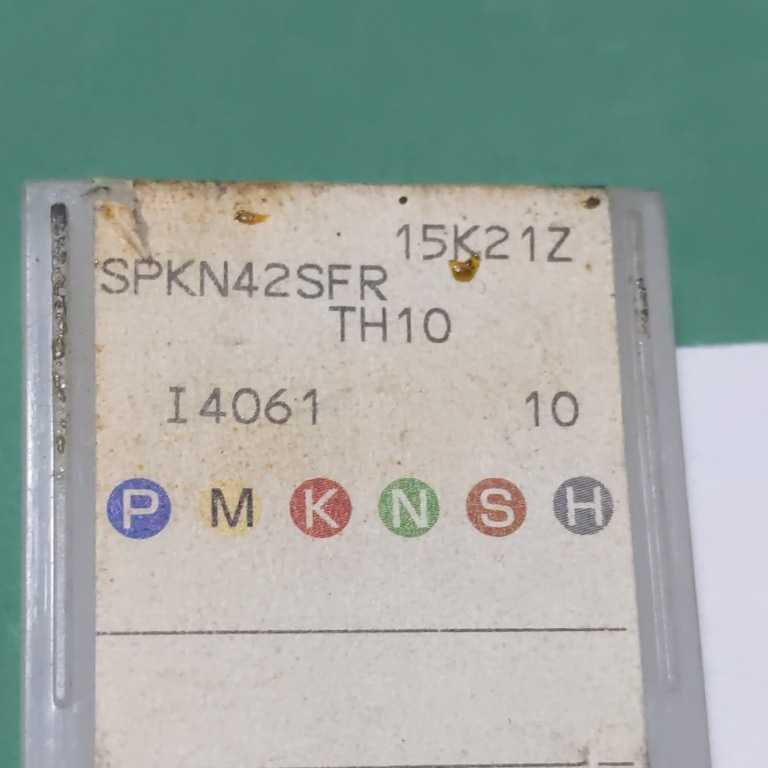 15K21Z
SPKN42SFR
TH10
I4061 10
P M K N S H